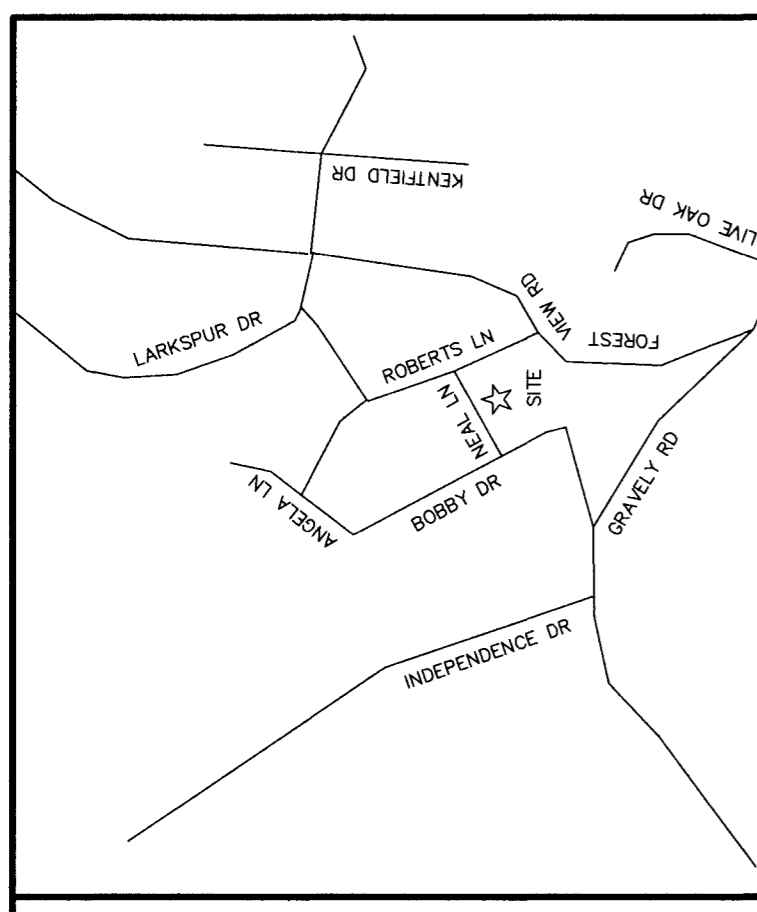 KENTFIELD DR
LIVE OAK DR
VIEW RD
FOREST
LARKSPUR DR
ROBERTS LN
NEAL LN
SITE
ANGELA LN
BOBBY DR
GRAVELY RD
INDEPENDENCE DR